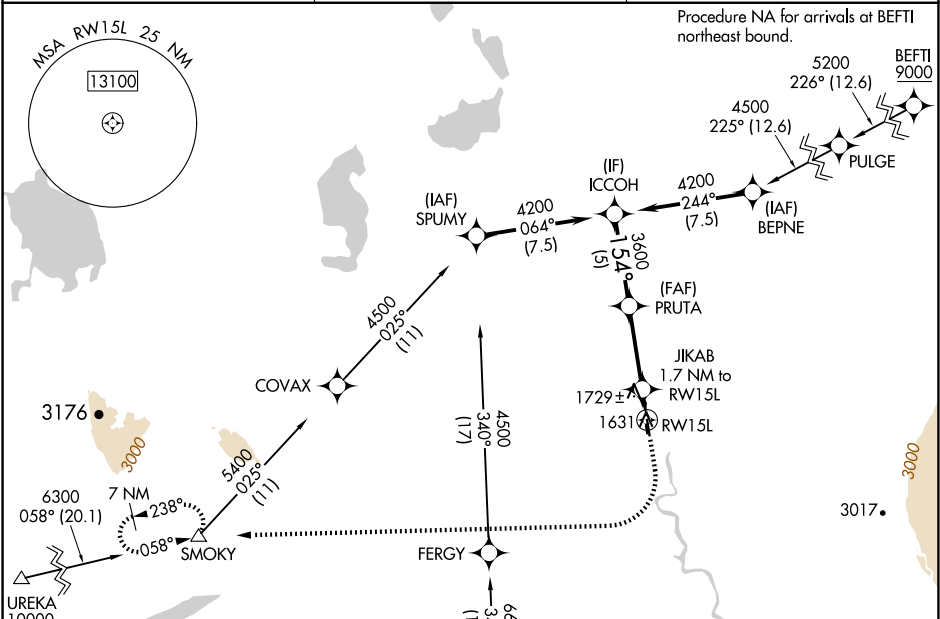 Procedure NA for arrivals at BEFTI
northeast bound.
MSA RW15L 25 NM
13100
BEFTI
9000
5200
226° (12.6)
4500
225° (12.6)
PULGE
(IF)
ICCOH
(IAF)
SPUMY
4200
064°
(7.5)
4200
244°
(7.5)
(IAF)
BEPNE
3600
154°
(5)
(FAF)
PRUTA
4500
025°
(11)
COVAX
JIKAB
1.7 NM to
RW15L
1729±
1631
RW15L
3176
3000
4500
340°
(17)
5400
025°
(11)
3000
3017
6300
058° (20.1)
7 NM
238°
058°
SMOKY
FERGY
UREKA
10000